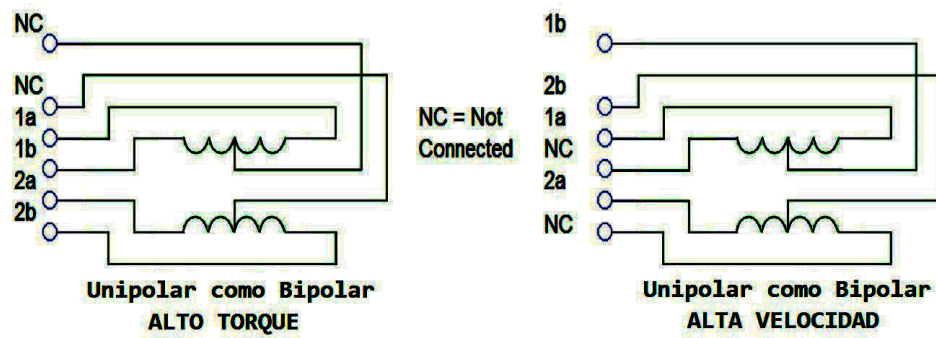 NC
NC
1a
1b
2a
2b
Unipolar como Bipolar
ALTO TORQUE
NC = Not
Connected
1b
2b
1a
NC
2a
NC
Unipolar como Bipolar
ALTA VELOCIDAD